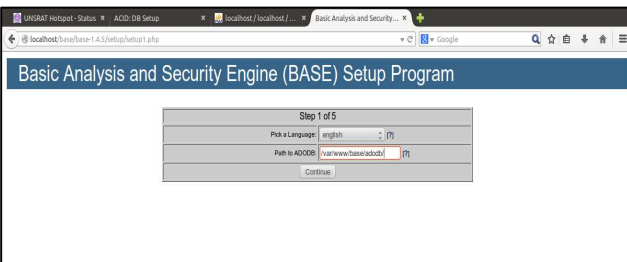 UNSRAT Hotspot - Status
ACID: DB Setup
localhost / localhost / ...
Basic Analysis and Security...
localhost/base/base-1.4.5/setup/setup1.php
Google
Basic Analysis and Security Engine (BASE) Setup Program
Step 1 of 5
Pick a Language: english [?]
Path to ADODB: /var/www/base/adodb/ [?]
Continue